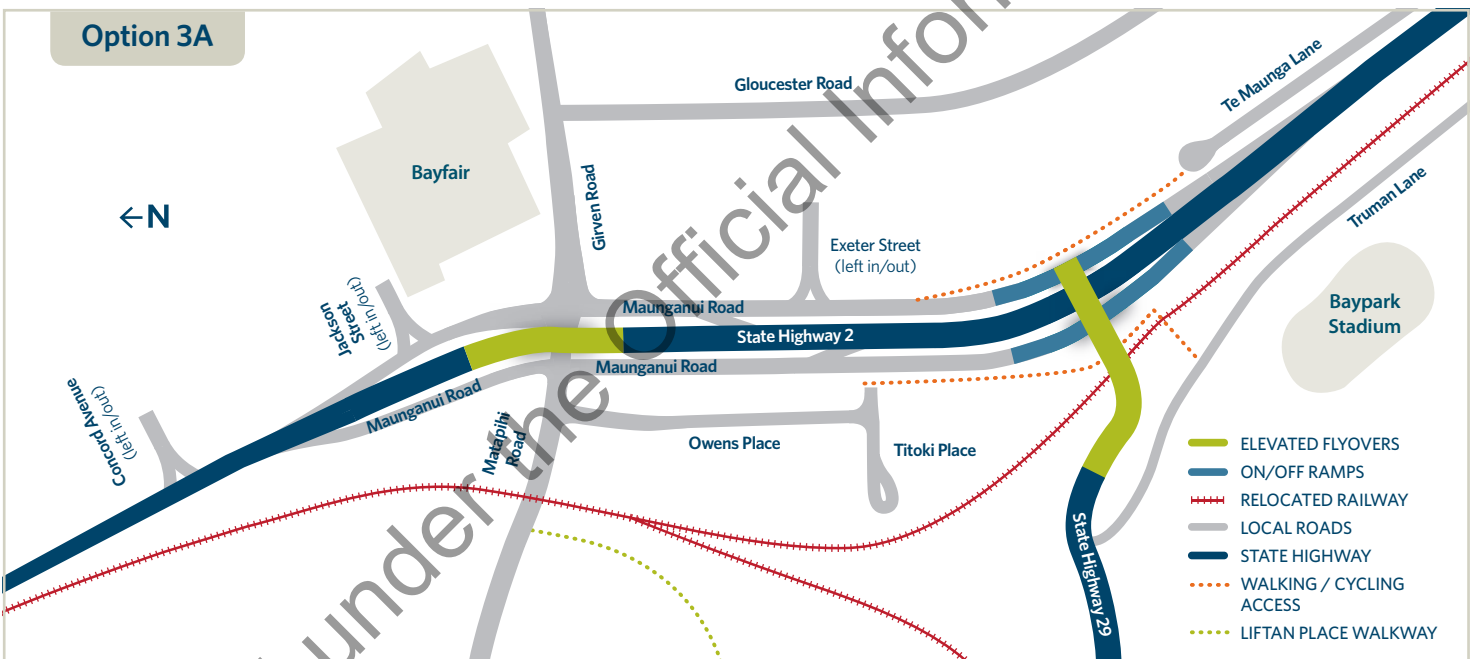 Option 3A
Gloucester Road
Te Maunga Lane
Bayfair
←N
Girven Road
Truman Lane
Exeter Street
(left in/out)
Jackson
Street
(left in/out)
Maunganui Road
State Highway 2
Baypark
Stadium
Maunganui Road
Concord Avenue
(left in/out)
Maunganui Road
Matapihi
Road
Owens Place
Titoki Place
State Highway 29
ELEVATED FLYOVERS
ON/OFF RAMPS
RELOCATED RAILWAY
LOCAL ROADS
STATE HIGHWAY
WALKING / CYCLING
ACCESS
LIFTAN PLACE WALKWAY
under the Official Infor